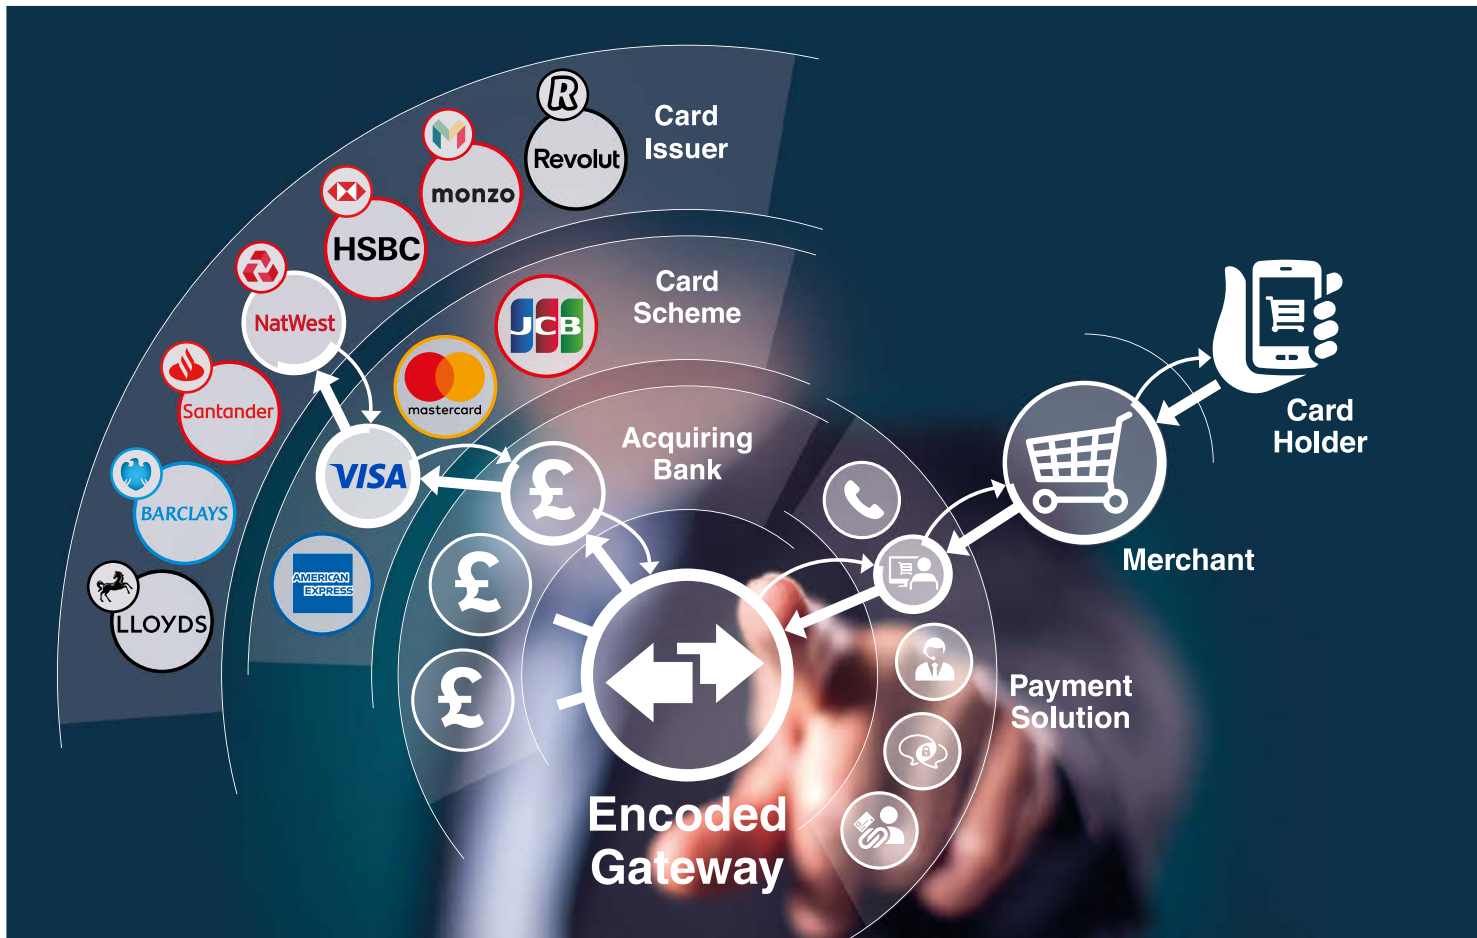 R
Revolut
Card
Issuer
monzo
HSBC
NatWest
Santander
BARCLAYS
LLOYDS
Card
Scheme
JCB
mastercard
VISA
AMERICAN
EXPRESS
Acquiring
Bank
£
£
£
Encoded
Gateway
Payment
Solution
Merchant
Card
Holder